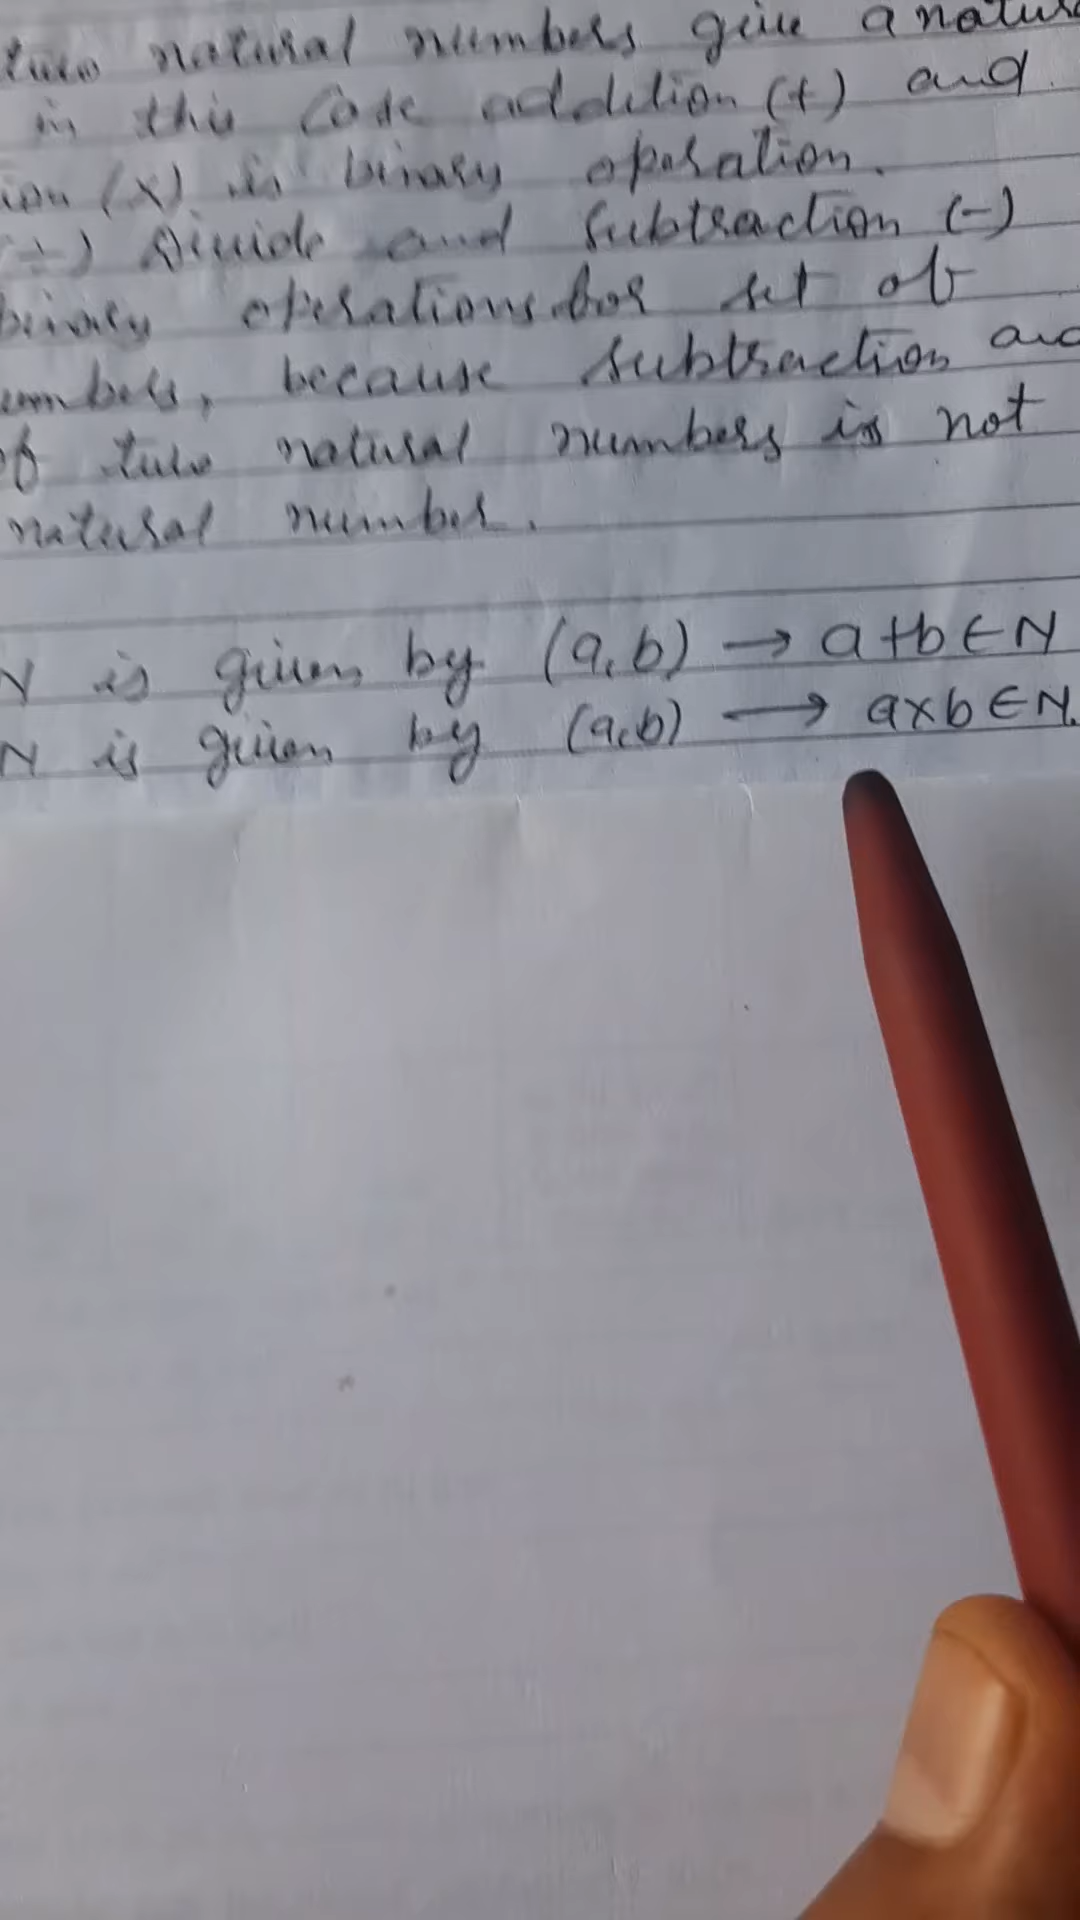 two natural numbers give a natur
in this case addition (+) and
ion (×) is binary operation.
(÷) Divide and Subtraction (-)
binary operations for set of
umbers, because subtraction and
of two natural numbers is not
natural number.
N is given by (a,b) → a+b∈N
N is given by (a,b) → a×b∈N.